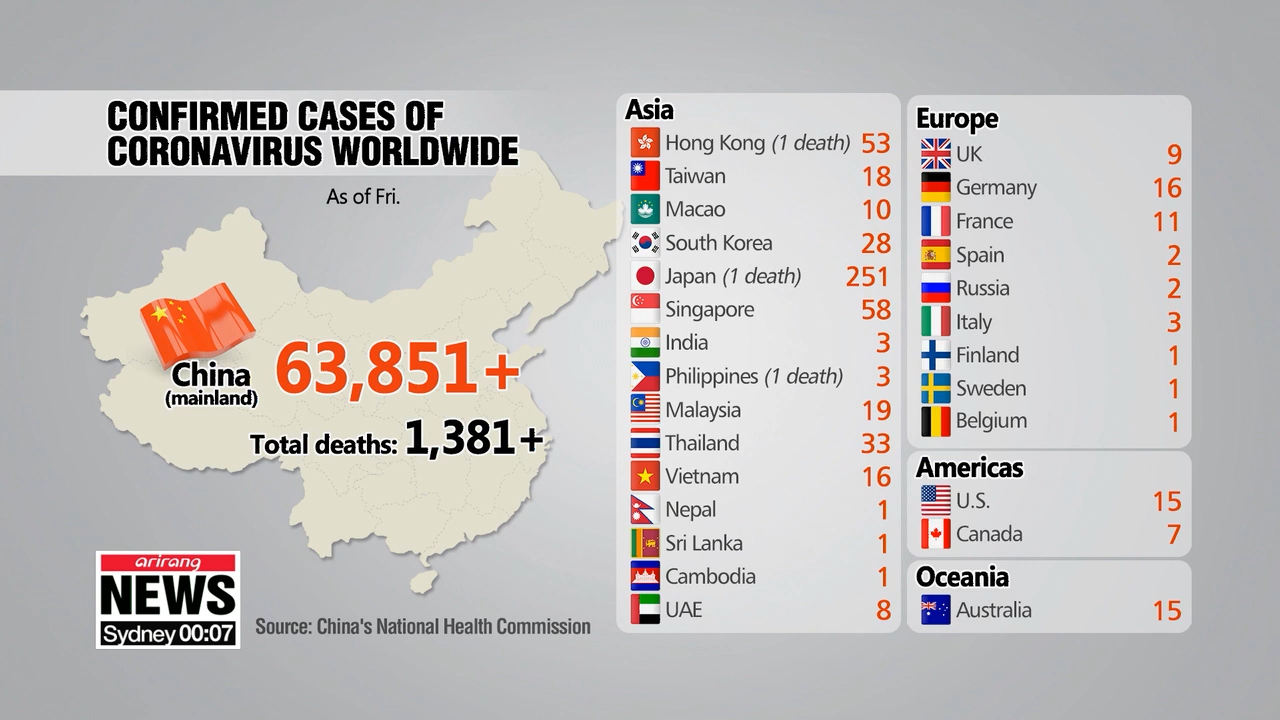 CONFIRMED CASES OF
CORONAVIRUS WORLDWIDE
As of Fri.
China
(mainland)
63,851+
Total deaths: 1,381+
arirang
NEWS
Sydney 00:07
Source: China's National Health Commission
Asia
Hong Kong (1 death) 53
Taiwan 18
Macao 10
South Korea 28
Japan (1 death) 251
Singapore 58
India 3
Philippines (1 death) 3
Malaysia 19
Thailand 33
Vietnam 16
Nepal 1
Sri Lanka 1
Cambodia 1
UAE 8
Europe
UK 9
Germany 16
France 11
Spain 2
Russia 2
Italy 3
Finland 1
Sweden 1
Belgium 1
Americas
U.S. 15
Canada 7
Oceania
Australia 15